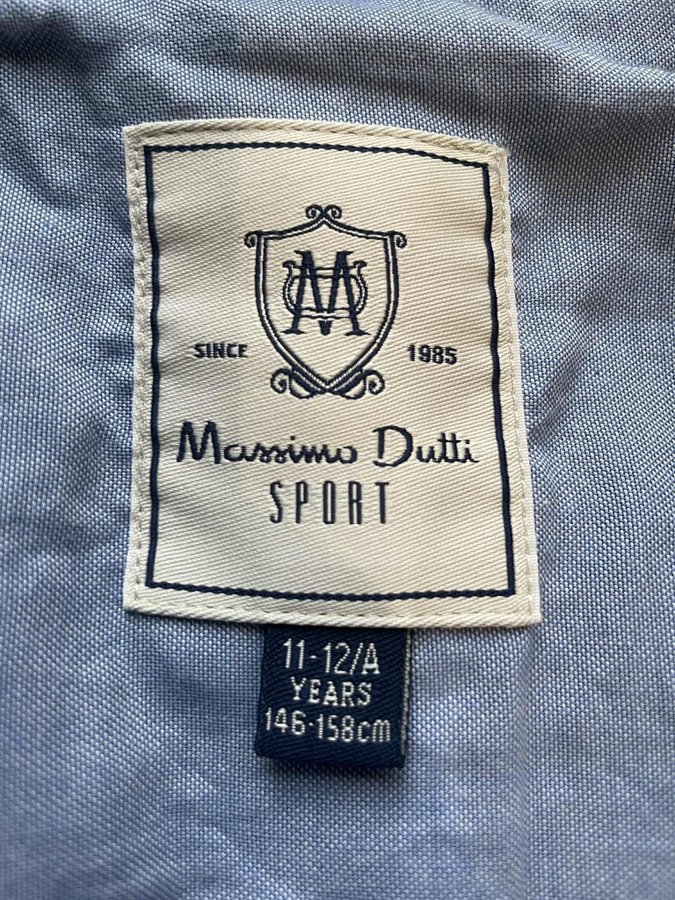 M
SINCE 1985
Massimo Dutti
SPORT
11-12/A
YEARS
146-158cm